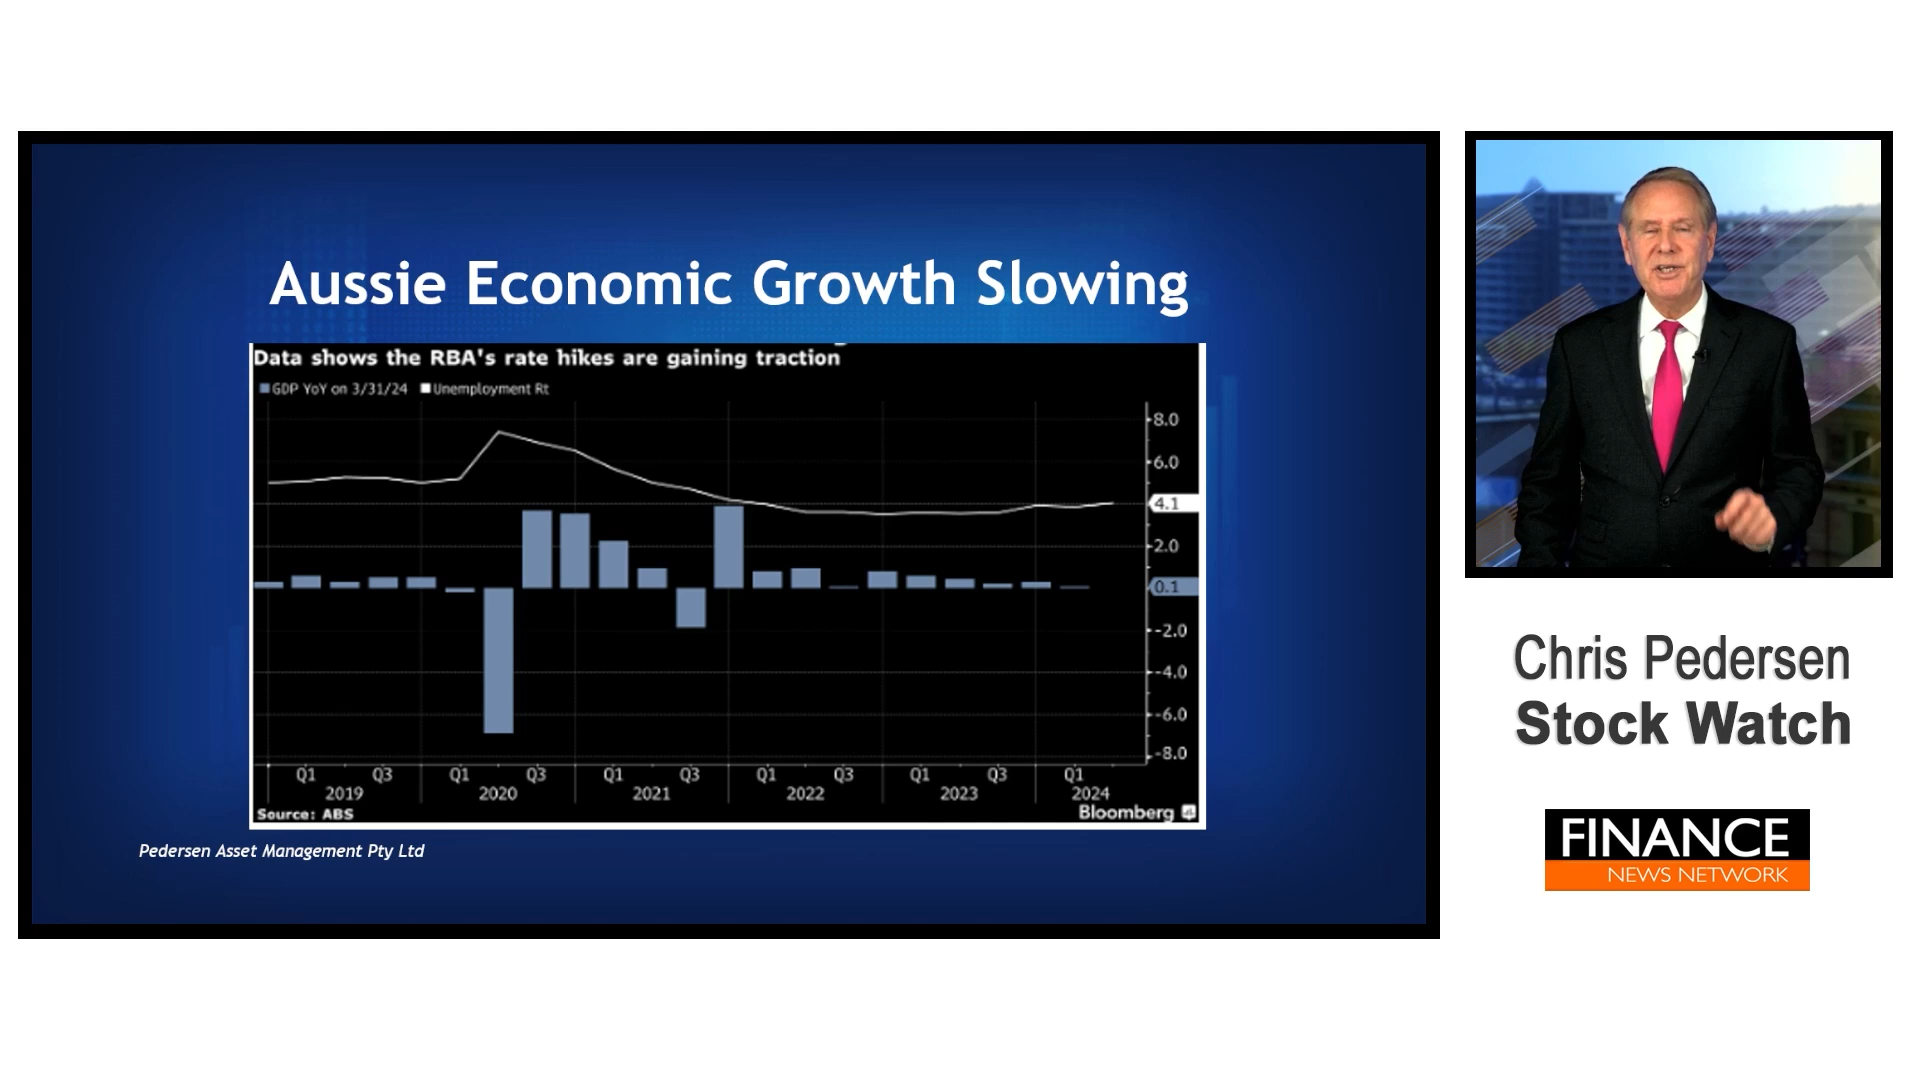 Aussie Economic Growth Slowing
Data shows the RBA's rate hikes are gaining traction
GDP YoY on 3/31/24 Unemployment Rt
8.0
6.0
4.1
2.0
0.1
-2.0
-4.0
-6.0
-8.0
Q1 Q3 Q1 Q3 Q1 Q3 Q1 Q3 Q1 Q3 Q1
2019 2020 2021 2022 2023 2024
Source: ABS Bloomberg
Pedersen Asset Management Pty Ltd
Chris Pedersen
Stock Watch
FINANCE
NEWS NETWORK